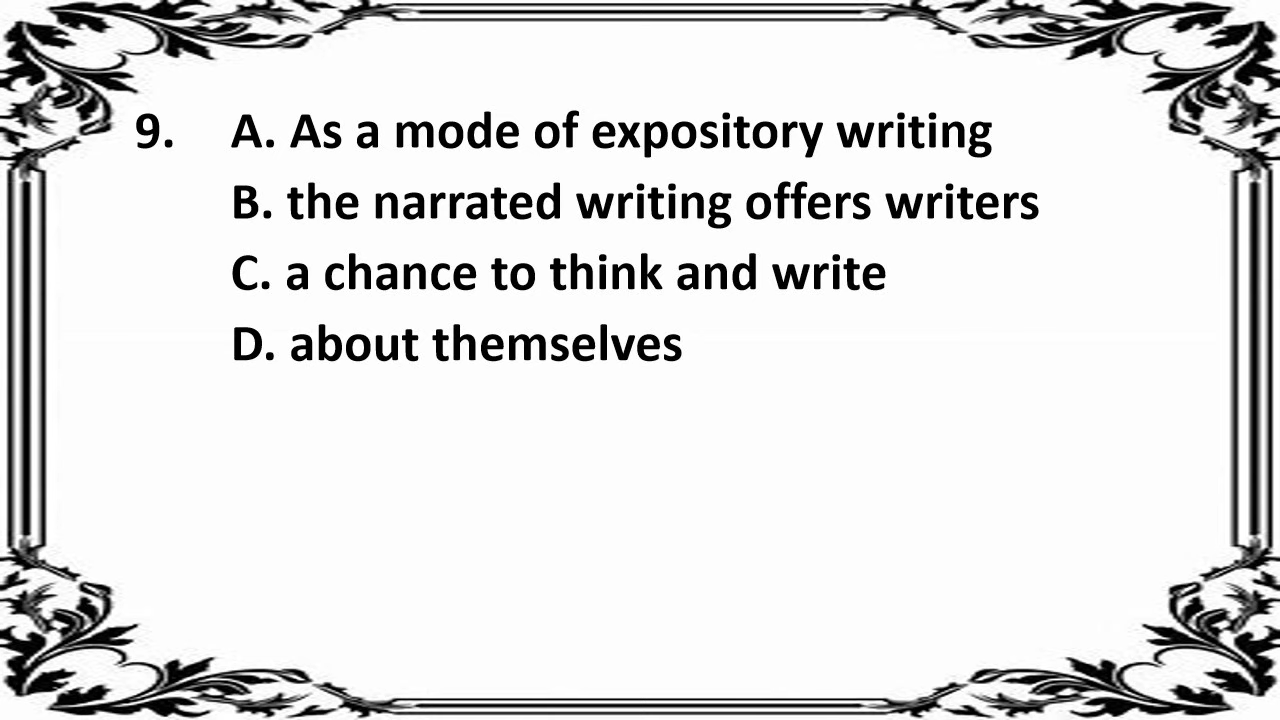 9. A. As a mode of expository writing
B. the narrated writing offers writers
C. a chance to think and write
D. about themselves